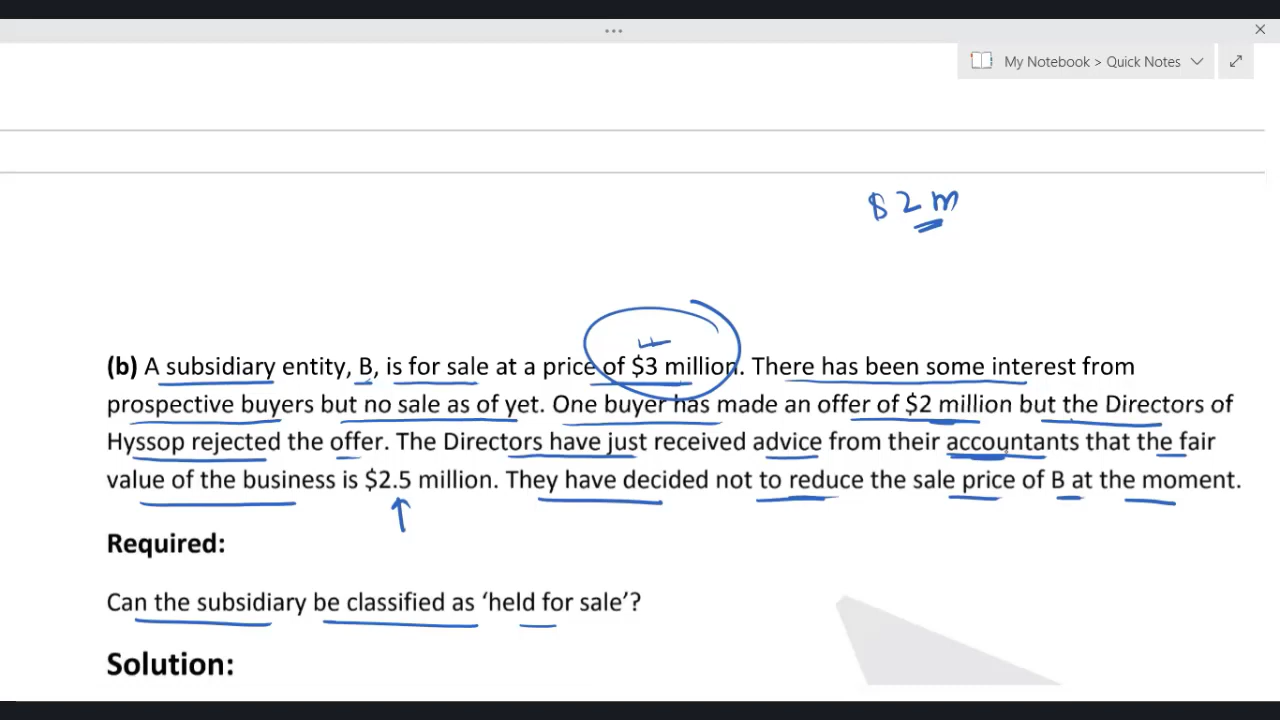 My Notebook > Quick Notes
$ 2 m
(b) A subsidiary entity, B, is for sale at a price of $3 million. There has been some interest from
prospective buyers but no sale as of yet. One buyer has made an offer of $2 million but the Directors of
Hyssop rejected the offer. The Directors have just received advice from their accountants that the fair
value of the business is $2.5 million. They have decided not to reduce the sale price of B at the moment.
Required:
Can the subsidiary be classified as ‘held for sale’?
Solution: